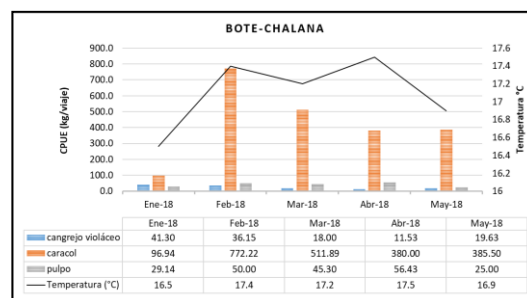 BOTE-CHALANA
CPUE (kg/viaje)
900.0
800.0
700.0
600.0
500.0
400.0
300.0
200.0
100.0
0.0
Ene-18 Feb-18 Mar-18 Abr-18 May-18
17.6
17.4
17.2
17
16.8
16.6
16.4
16.2
16
Temperatura °C
Ene-18 Feb-18 Mar-18 Abr-18 May-18
cangrejo violáceo 41.30 36.15 18.00 11.53 19.63
caracol 96.94 772.22 511.89 380.00 385.50
pulpo 29.14 50.00 45.30 56.43 25.00
Temperatura (°C) 16.5 17.4 17.2 17.5 16.9